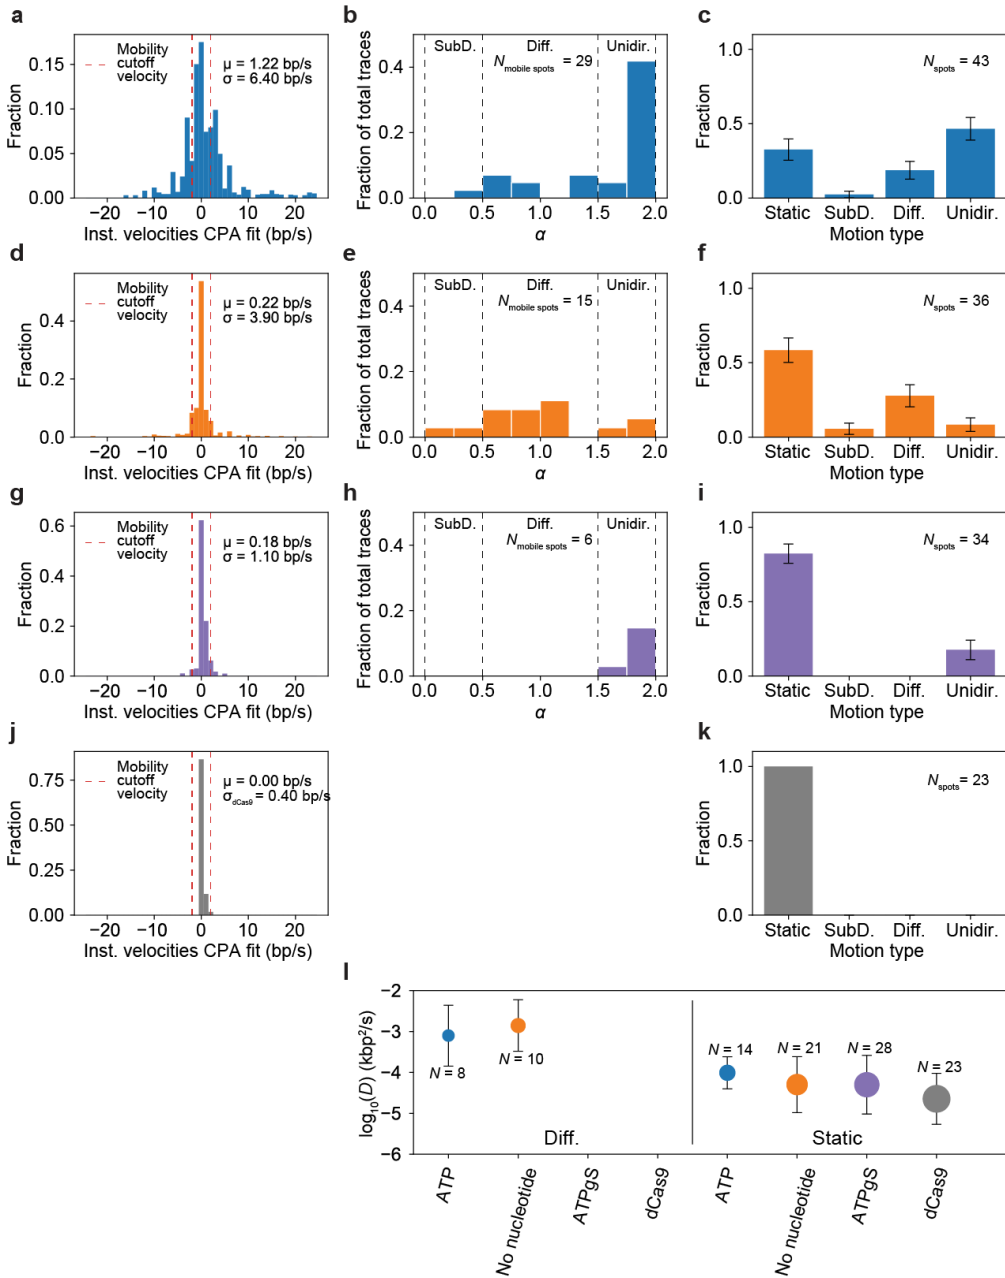 a
Mobility
cutoff
velocity
μ = 1.22 bp/s
σ = 6.40 bp/s
Fraction
0.15
0.10
0.05
0.00
−20 −10 0 10 20
Inst. velocities CPA fit (bp/s)
b
SubD. Diff. Unidir.
N mobile spots = 29
Fraction of total traces
0.4
0.2
0.0
0.0 0.5 1.0 1.5 2.0
α
c
N spots = 43
Fraction
1.0
0.5
0.0
Static SubD. Diff. Unidir.
Motion type
d
Mobility
cutoff
velocity
μ = 0.22 bp/s
σ = 3.90 bp/s
Fraction
0.4
0.2
0.0
−20 −10 0 10 20
Inst. velocities CPA fit (bp/s)
e
SubD. Diff. Unidir.
N mobile spots = 15
Fraction of total traces
0.4
0.2
0.0
0.0 0.5 1.0 1.5 2.0
α
f
N spots = 36
Fraction
1.0
0.5
0.0
Static SubD. Diff. Unidir.
Motion type
g
Mobility
cutoff
velocity
μ = 0.18 bp/s
σ = 1.10 bp/s
Fraction
0.6
0.4
0.2
0.0
−20 −10 0 10 20
Inst. velocities CPA fit (bp/s)
h
SubD. Diff. Unidir.
N mobile spots = 6
Fraction of total traces
0.4
0.2
0.0
0.0 0.5 1.0 1.5 2.0
α
i
N spots = 34
Fraction
1.0
0.5
0.0
Static SubD. Diff. Unidir.
Motion type
j
Mobility
cutoff
velocity
μ = 0.00 bp/s
σ dCas9 = 0.40 bp/s
Fraction
0.75
0.50
0.25
0.00
−20 −10 0 10 20
Inst. velocities CPA fit (bp/s)
k
N spots = 23
Fraction
1.0
0.5
0.0
Static SubD. Diff. Unidir.
Motion type
l
log10(D) (kbp²/s)
−2
−3
−4
−5
−6
N = 8
N = 10
N = 14
N = 21
N = 28
N = 23
Diff. Static
ATP
No nucleotide
ATPgS
dCas9
ATP
No nucleotide
ATPgS
dCas9